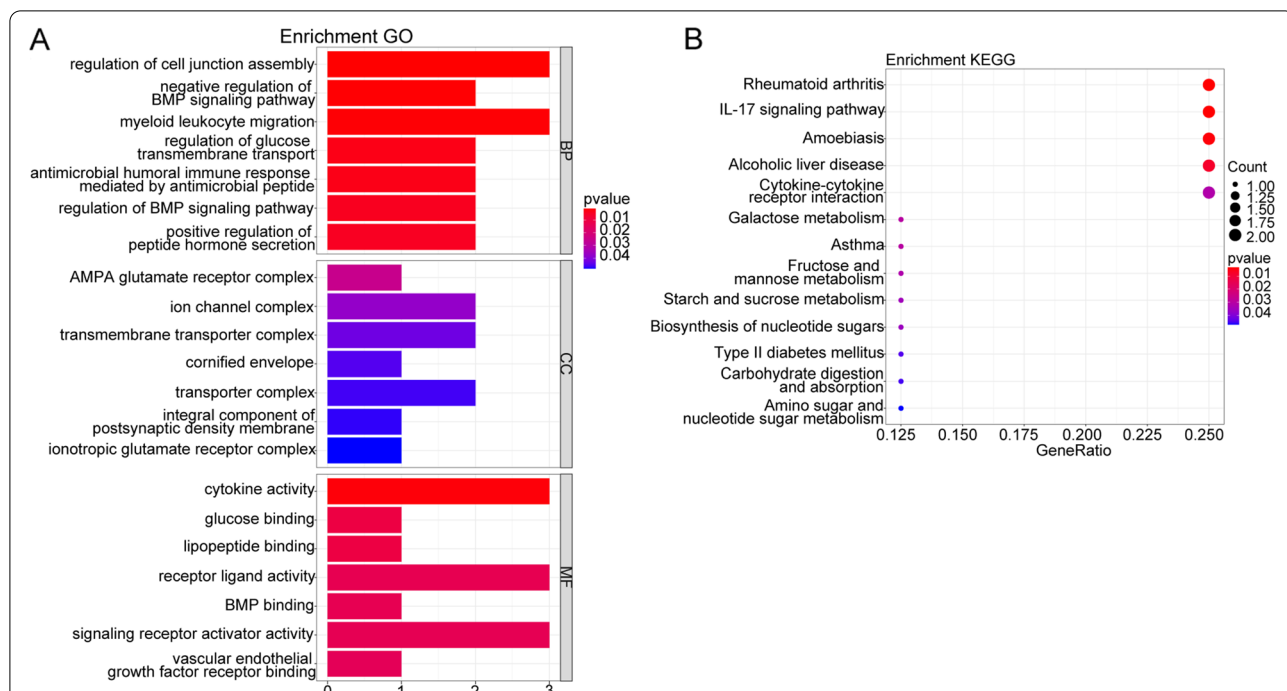 A
Enrichment GO
regulation of cell junction assembly
negative regulation of
BMP signaling pathway
myeloid leukocyte migration
regulation of glucose
transmembrane transport
antimicrobial humoral immune response
mediated by antimicrobial peptide
regulation of BMP signaling pathway
positive regulation of
peptide hormone secretion
BP
AMPA glutamate receptor complex
ion channel complex
transmembrane transporter complex
cornified envelope
transporter complex
integral component of
postsynaptic density membrane
ionotropic glutamate receptor complex
CC
cytokine activity
glucose binding
lipopeptide binding
receptor ligand activity
BMP binding
signaling receptor activator activity
vascular endothelial
growth factor receptor binding
MF
0 1 2 3
pvalue
0.01
0.02
0.03
0.04
B
Enrichment KEGG
Rheumatoid arthritis
IL-17 signaling pathway
Amoebiasis
Alcoholic liver disease
Cytokine-cytokine
receptor interaction
Galactose metabolism
Asthma
Fructose and
mannose metabolism
Starch and sucrose metabolism
Biosynthesis of nucleotide sugars
Type II diabetes mellitus
Carbohydrate digestion
and absorption
Amino sugar and
nucleotide sugar metabolism
0.125 0.150 0.175 0.200 0.225 0.250
GeneRatio
Count
1.00
1.25
1.50
1.75
2.00
pvalue
0.01
0.02
0.03
0.04